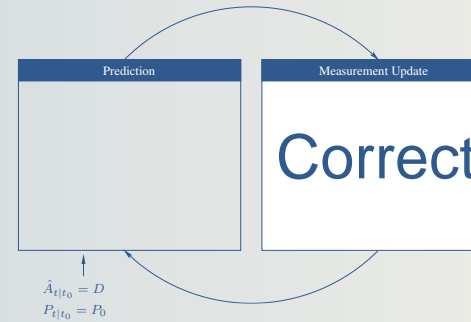 Prediction
Measurement Update
Correct
Â_{t|t_0} = D
P_{t|t_0} = P_0